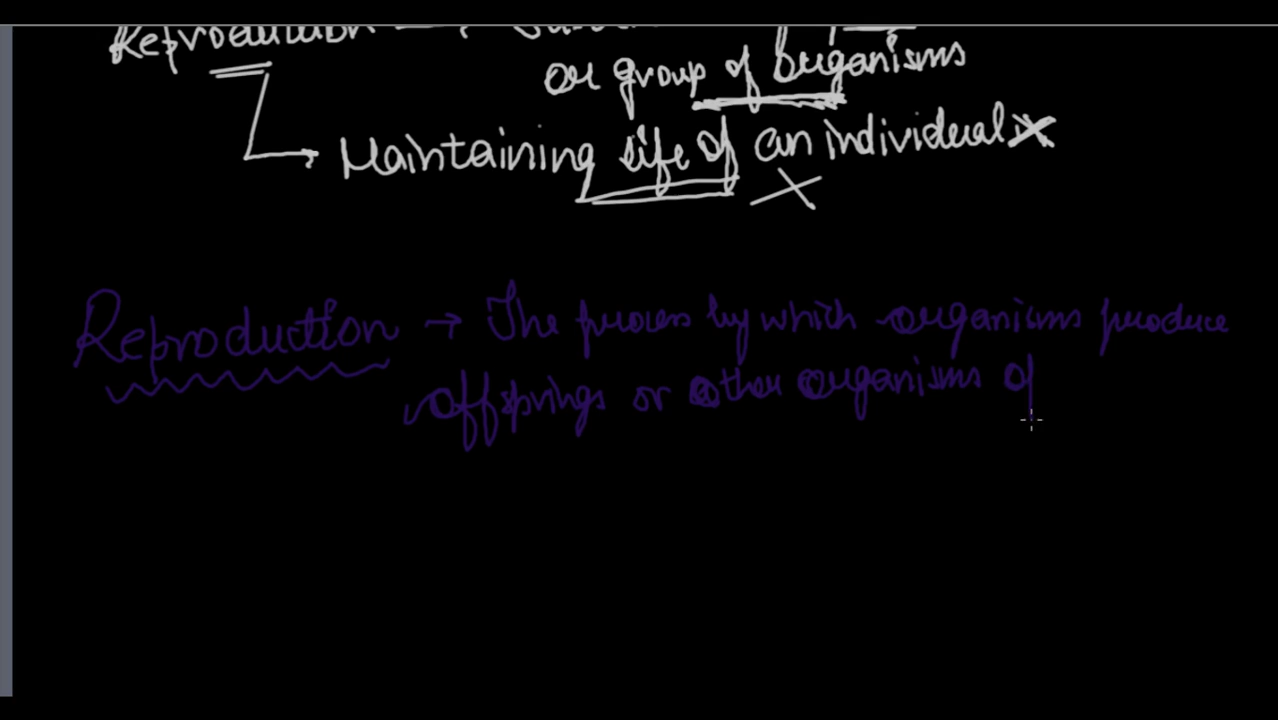 Reproduction →
or group of organisms
→ Maintaining life of an individual
Reproduction → The process by which organisms produce
offsprings or other organisms of